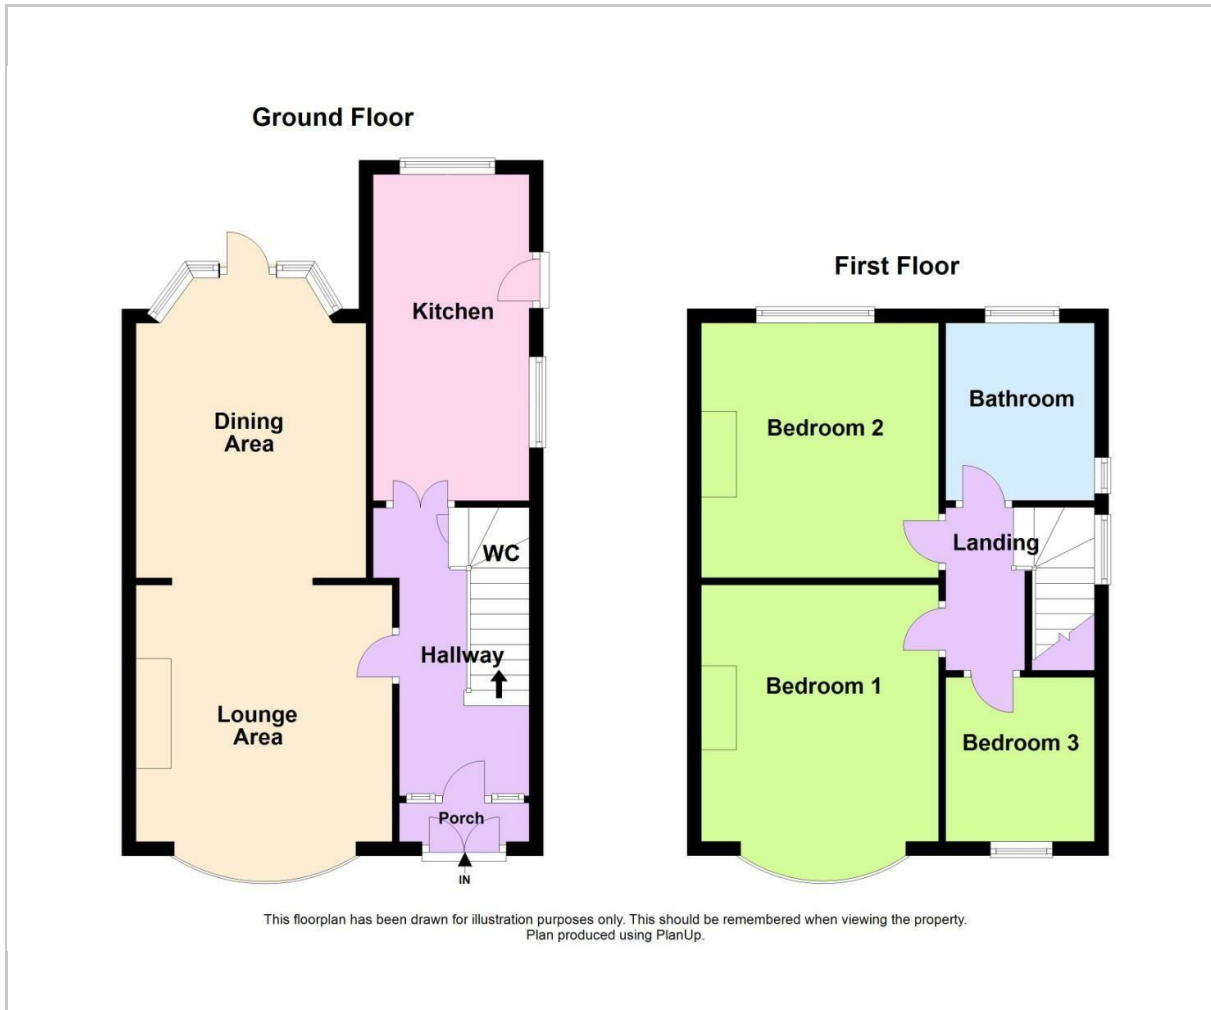 Ground Floor
Kitchen
Dining
Area
WC
Hallway
Lounge
Area
Porch
IN
First Floor
Bedroom 2
Bathroom
Landing
Bedroom 1
Bedroom 3
This floorplan has been drawn for illustration purposes only. This should be remembered when viewing the property.
Plan produced using PlanUp.